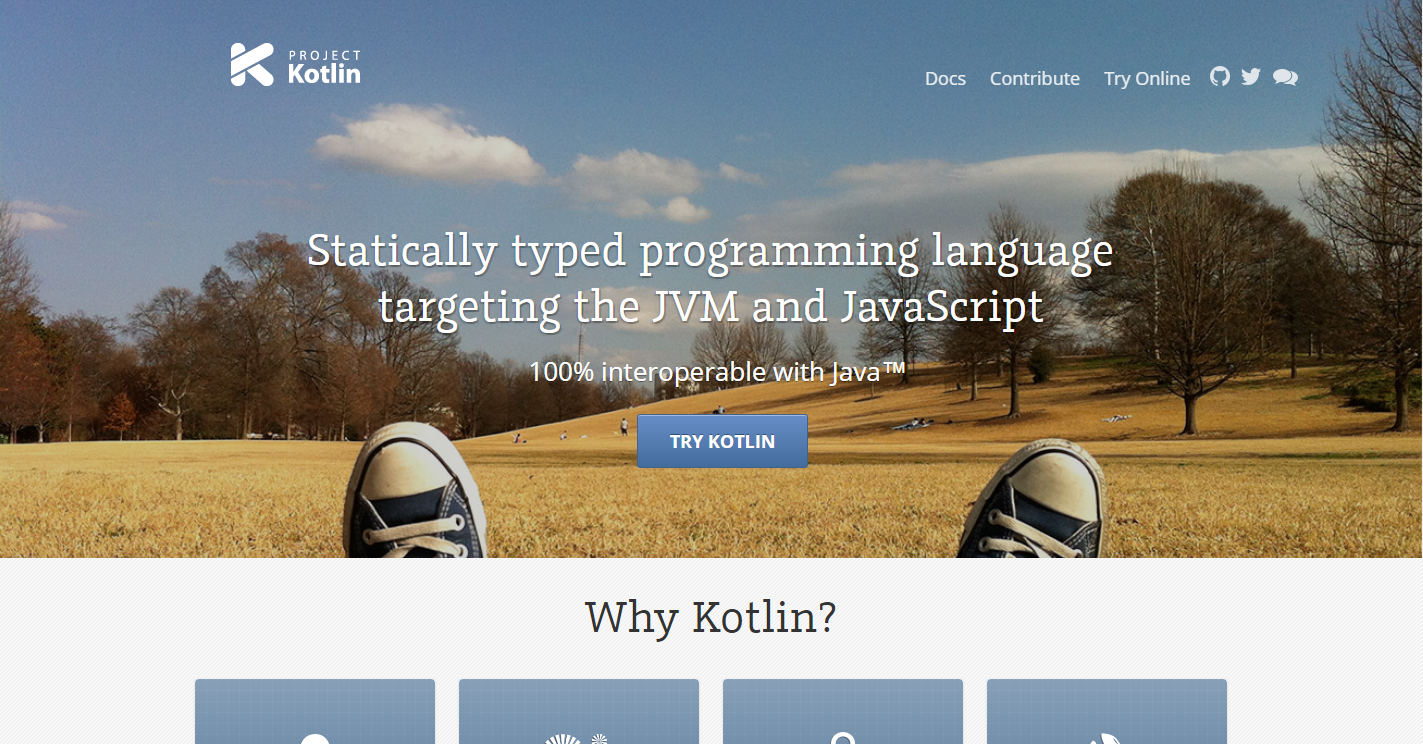 PROJECT
Kotlin
Docs Contribute Try Online
Statically typed programming language
targeting the JVM and JavaScript
100% interoperable with Java™
TRY KOTLIN
Why Kotlin?